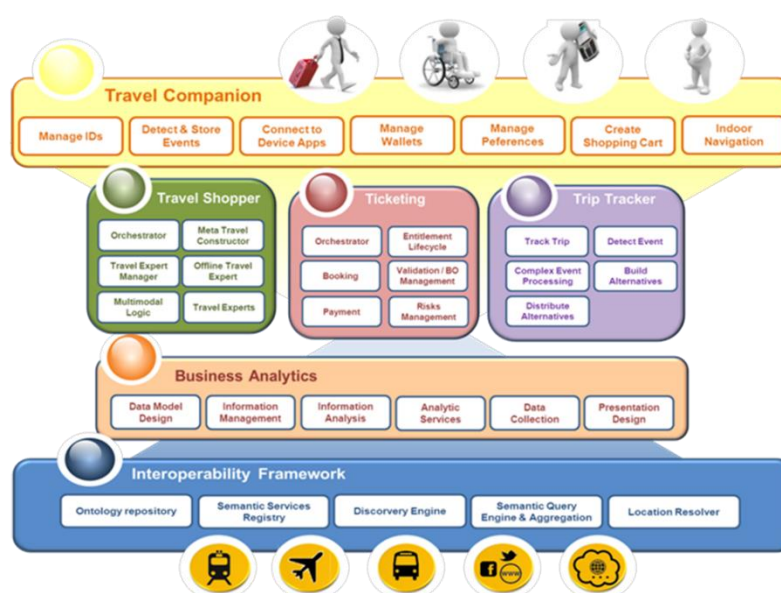 Travel Companion
Manage IDs
Detect & Store
Events
Connect to
Device Apps
Manage
Wallets
Manage
Peferences
Create
Shopping Cart
Indoor
Navigation
Travel Shopper
Orchestrator
Meta Travel
Constructor
Travel Expert
Manager
Offline Travel
Expert
Multimodal
Logic
Travel Experts
Ticketing
Orchestrator
Entitlement
Lifecycle
Booking
Validation / BO
Management
Payment
Risks
Management
Trip Tracker
Track Trip
Detect Event
Complex Event
Processing
Build
Alternatives
Distribute
Alternatives
Business Analytics
Data Model
Design
Information
Management
Information
Analysis
Analytic
Services
Data
Collection
Presentation
Design
Interoperability Framework
Ontology repository
Semantic Services
Registry
Discorvery Engine
Semantic Query
Engine & Aggregation
Location Resolver
f
www